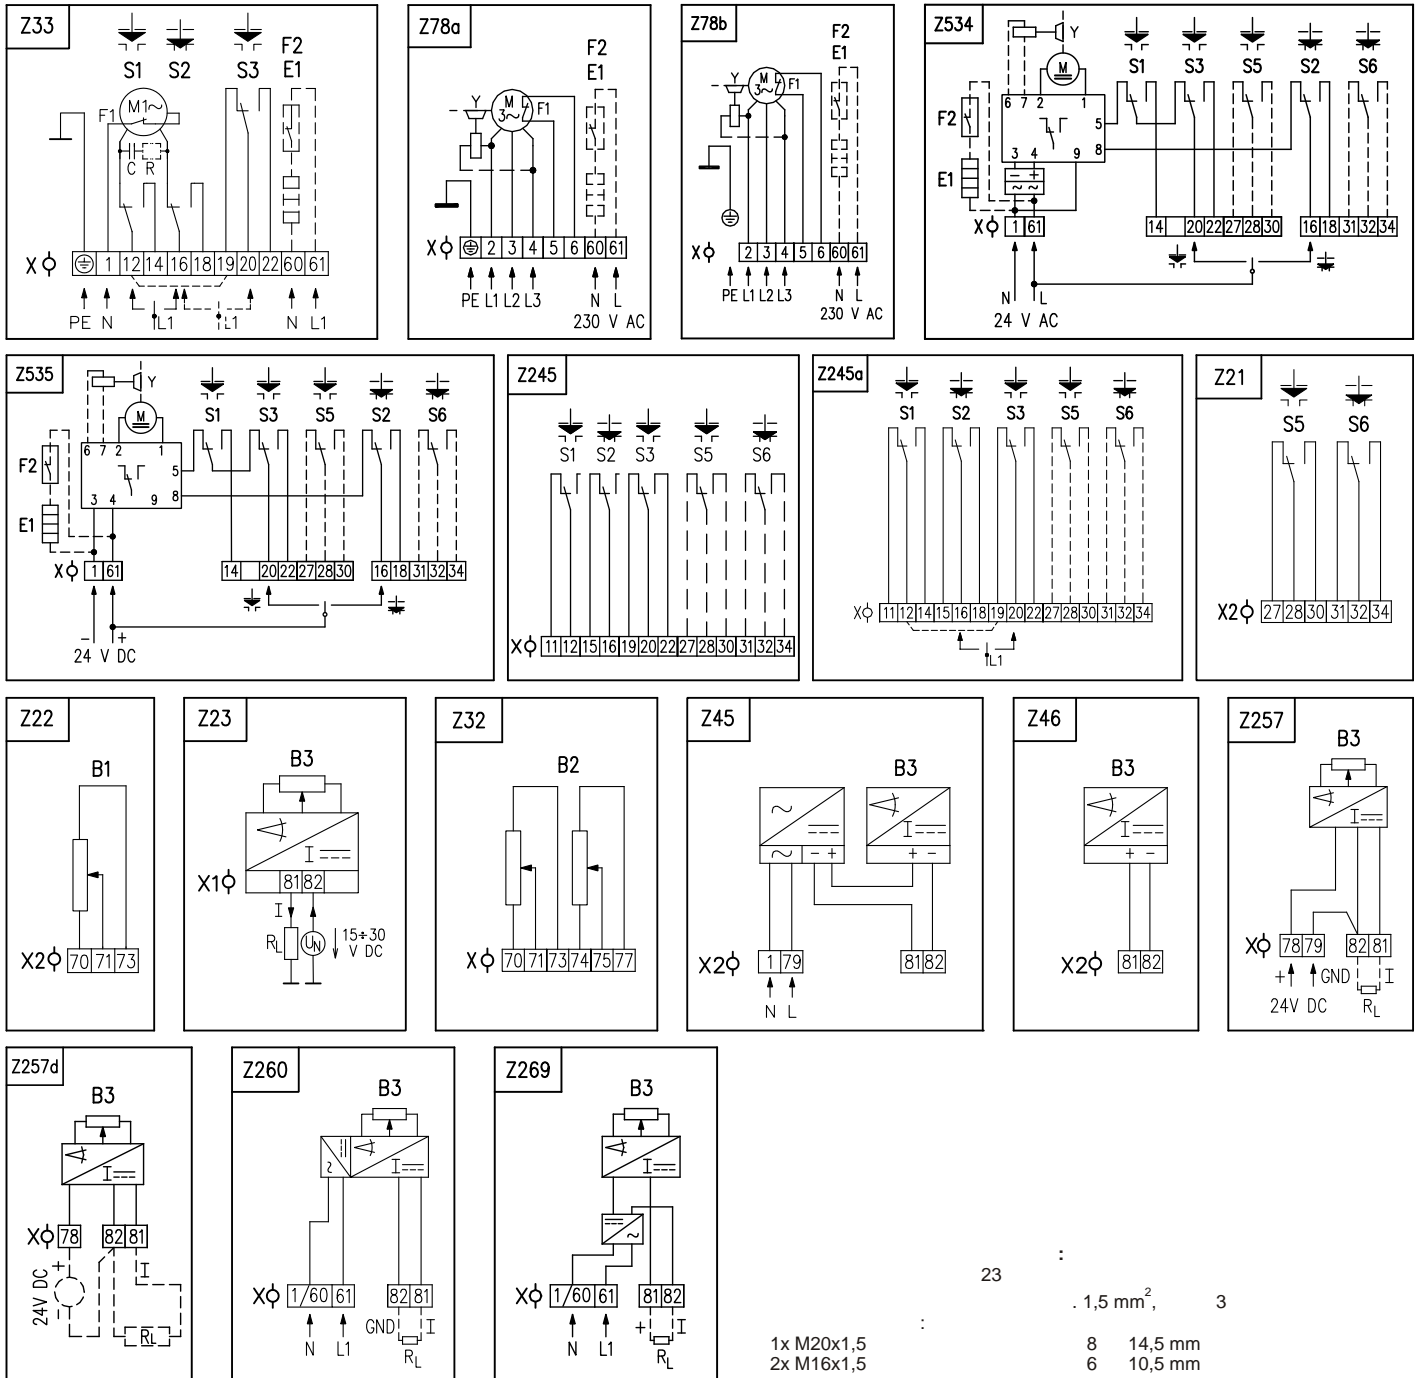 Z33
S1 S2 S3 F2
E1
F1 M1~
C R
X ⏚ 1 12 14 16 18 19 20 22 60 61
PE N L1 L1 N L1
Z78a
F2
E1
Y M
3~ F1
X ⏚ 2 3 4 5 6 60 61
PE L1 L2 L3 N L
230 V AC
Z78b
F2
E1
Y M
3~ F1
X 2 3 4 5 6 60 61
PE L1 L2 L3 N L
230 V AC
Z534
Y
M
S1 S3 S5 S2 S6
6 7 2 1
F2 5
8
3 4 9
E1 − +
~ ~
X 1 61 14 20 22 27 28 30 16 18 31 32 34
N L
24 V AC
Z535
Y
M
S1 S3 S5 S2 S6
6 7 2 1
F2 5
3 4 9 8
E1
X 1 61 14 20 22 27 28 30 16 18 31 32 34
− +
24 V DC
Z245
S1 S2 S3 S5 S6
X 11 12 15 16 19 20 22 27 28 30 31 32 34
Z245a
S1 S2 S3 S5 S6
X 11 12 14 15 16 18 19 20 22 27 28 30 31 32 34
L1
Z21
S5 S6
X2 27 28 30 31 32 34
Z22
B1
X2 70 71 73
Z23
B3
I
X1 81 82
I
RL UN 15÷30
V DC
Z32
B2
X 70 71 73 74 75 77
Z45
B3
~ I
~ − + + −
X2 1 79 81 82
N L
Z46
B3
I
+ −
X2 81 82
Z257
B3
I
X 78 79 82 81
+ GND I
24V DC RL
Z257d
B3
I
X 78 82 81
+ I
24V DC
− RL
Z260
B3
~ I
X 1/60 61 82 81
GND I
N L1 RL
Z269
B3
I
~
X 1/60 61 81 82
+ I
N L1 RL
:
23
. 1,5 mm², 3
:
1x M20x1,5 8 14,5 mm
2x M16x1,5 6 10,5 mm